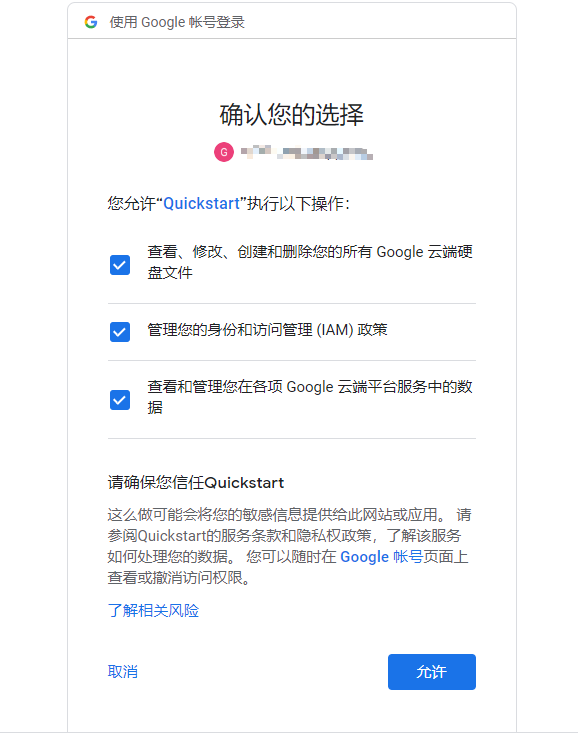 使用 Google 帐号登录
确认您的选择
G
您允许“Quickstart”执行以下操作：
查看、修改、创建和删除您的所有 Google 云端硬
盘文件
管理您的身份和访问管理 (IAM) 政策
查看和管理您在各项 Google 云端平台服务中的数
据
请确保您信任Quickstart
这么做可能会将您的敏感信息提供给此网站或应用。 请
参阅Quickstart的服务条款和隐私权政策，了解该服务
如何处理您的数据。 您可以随时在 Google 帐号页面上
查看或撤消访问权限。
了解相关风险
取消
允许